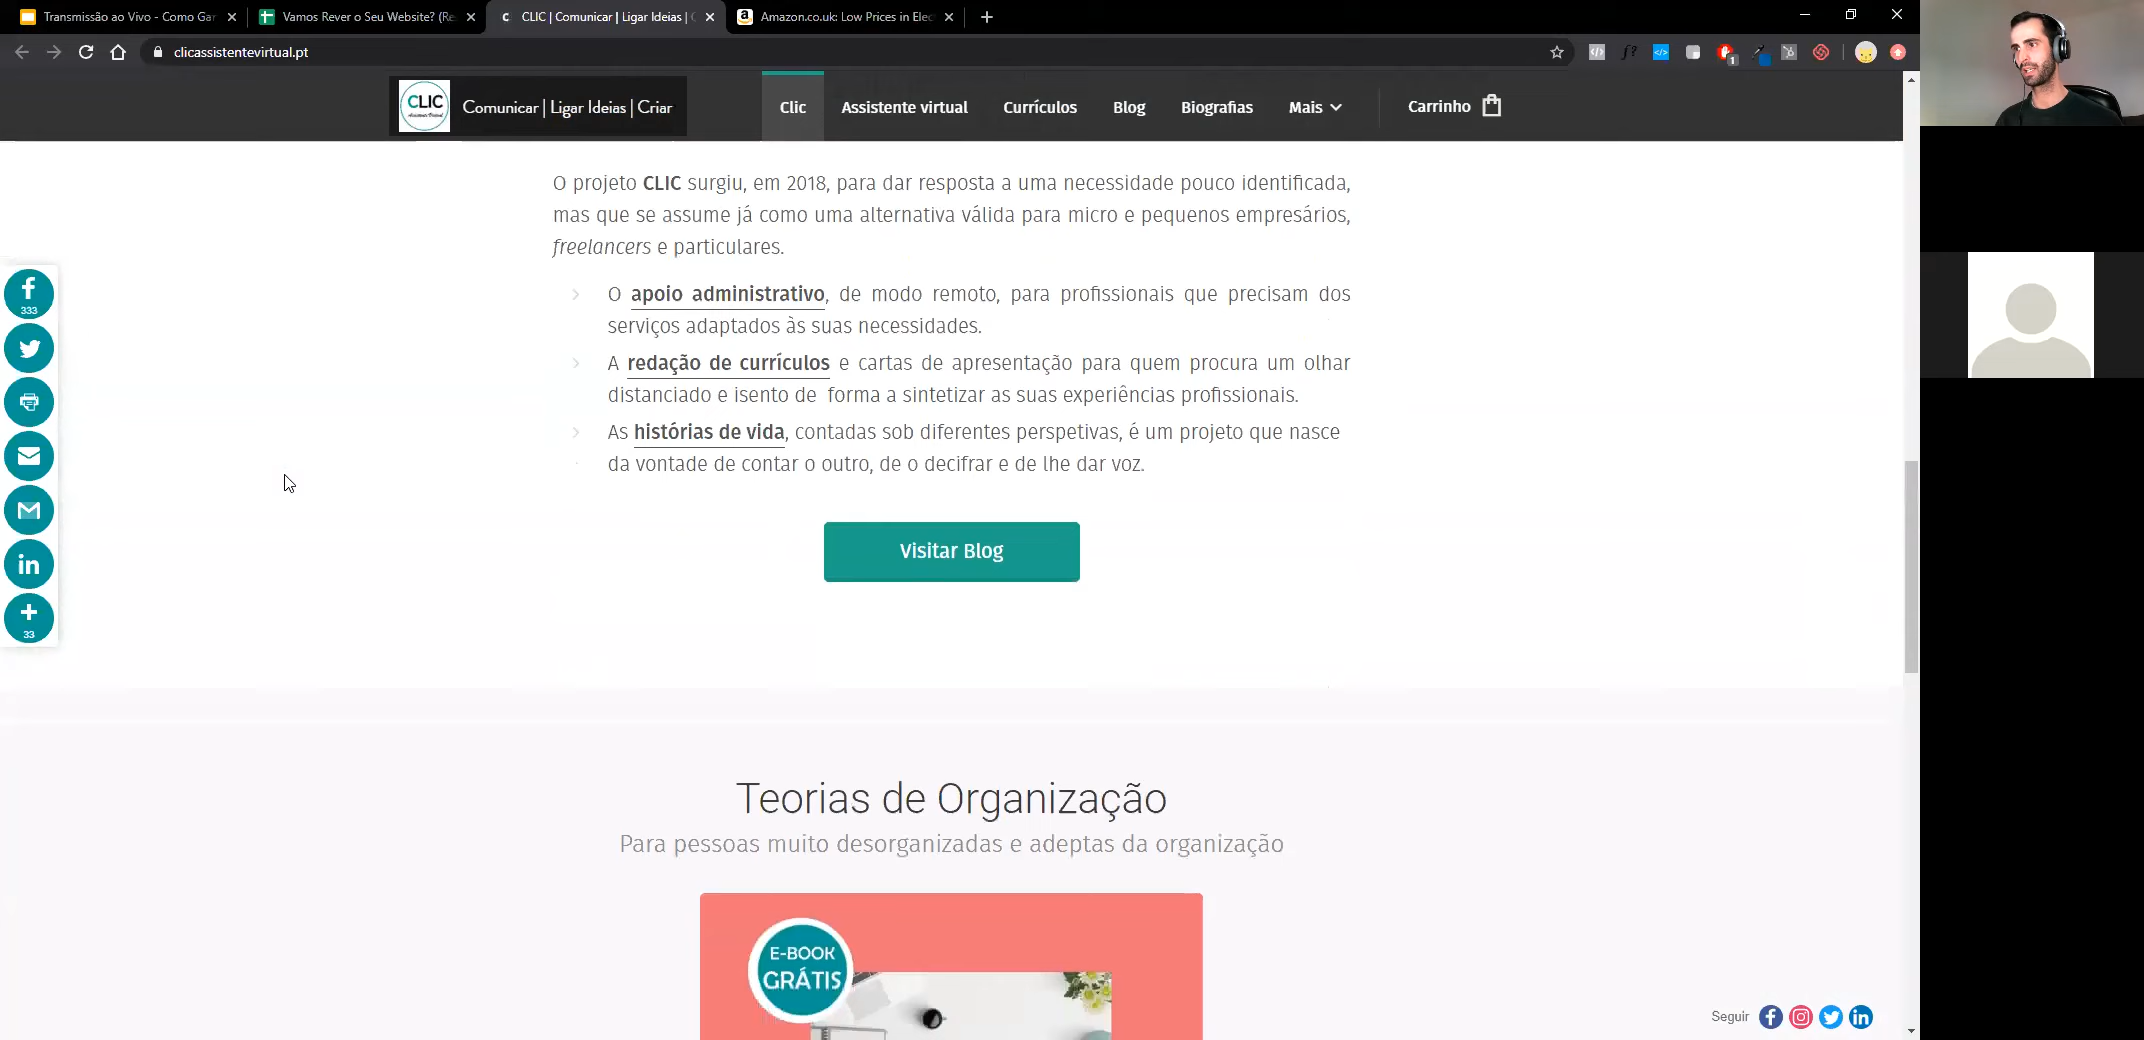 Transmissão ao Vivo - Como Gar
Vamos Rever o Seu Website? (Re
CLIC | Comunicar | Ligar Ideias |
Amazon.co.uk: Low Prices in Elec
clicassistentevirtual.pt
CLIC
Assistente Virtual
Comunicar | Ligar Ideias | Criar
Clic
Assistente virtual
Currículos
Blog
Biografias
Mais
Carrinho
O projeto CLIC surgiu, em 2018, para dar resposta a uma necessidade pouco identificada,
mas que se assume já como uma alternativa válida para micro e pequenos empresários,
freelancers e particulares.
O apoio administrativo, de modo remoto, para profissionais que precisam dos
serviços adaptados às suas necessidades.
A redação de currículos e cartas de apresentação para quem procura um olhar
distanciado e isento de forma a sintetizar as suas experiências profissionais.
As histórias de vida, contadas sob diferentes perspetivas, é um projeto que nasce
da vontade de contar o outro, de o decifrar e de lhe dar voz.
333
33
Visitar Blog
Teorias de Organização
Para pessoas muito desorganizadas e adeptas da organização
E-BOOK
GRÁTIS
Seguir